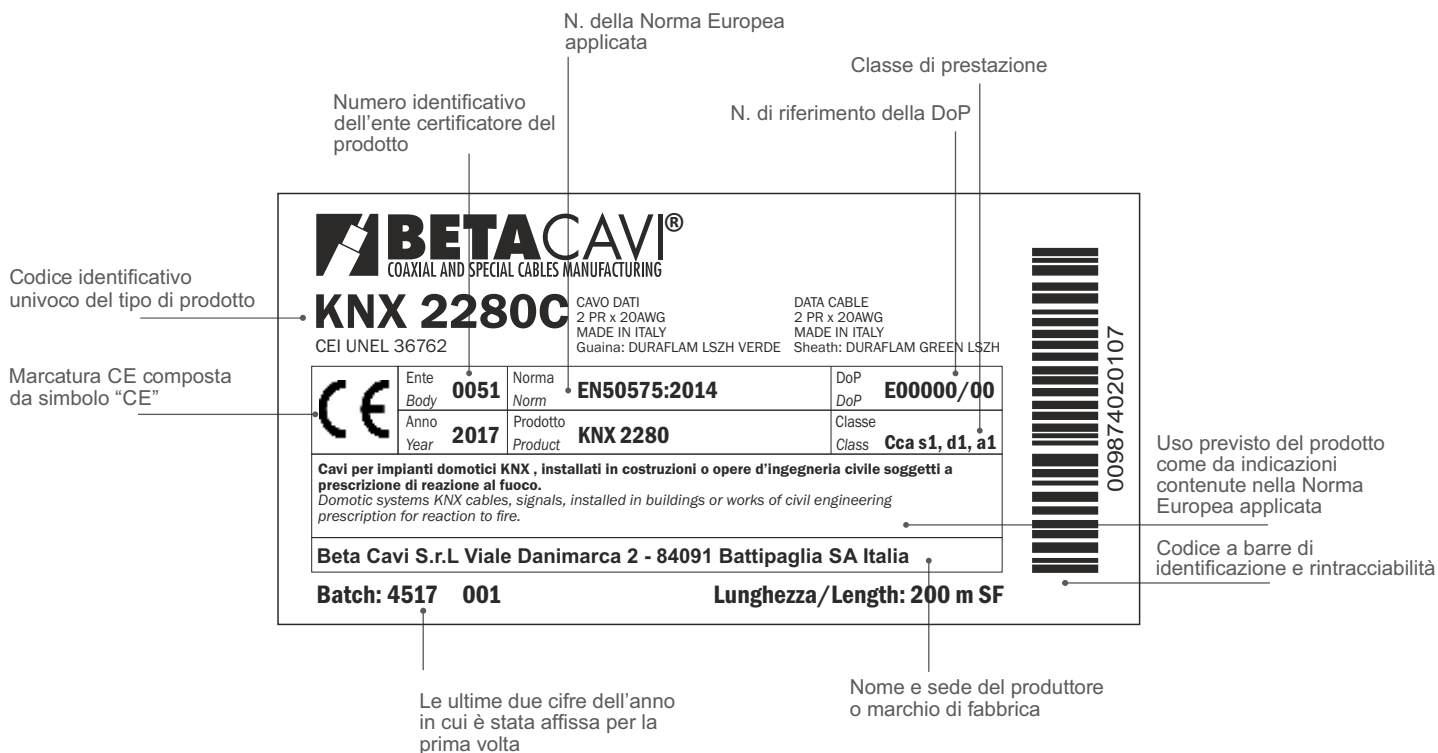 N. della Norma Europea
applicata
Classe di prestazione
Numero identificativo
dell'ente certificatore del
prodotto
N. di riferimento della DoP
BETACAVI®
COAXIAL AND SPECIAL CABLES MANUFACTURING
Codice identificativo
univoco del tipo di prodotto
KNX 2280C
CEI UNEL 36762
CAVO DATI
2 PR x 20AWG
MADE IN ITALY
Guaina: DURAFLAM LSZH VERDE
DATA CABLE
2 PR x 20AWG
MADE IN ITALY
Sheath: DURAFLAM GREEN LSZH
Marcatura CE composta
da simbolo “CE”
CE
Ente
Body
0051
Norma
Norm
EN50575:2014
DoP
DoP
E00000/00
Anno
Year
2017
Prodotto
Product
KNX 2280
Classe
Class
Cca s1, d1, a1
Cavi per impianti domotici KNX , installati in costruzioni o opere d'ingegneria civile soggetti a
prescrizione di reazione al fuoco.
Domotic systems KNX cables, signals, installed in buildings or works of civil engineering
prescription for reaction to fire.
Beta Cavi S.r.L Viale Danimarca 2 - 84091 Battipaglia SA Italia
Batch: 4517 001
Lunghezza/Length: 200 m SF
00987402010​7
Uso previsto del prodotto
come da indicazioni
contenute nella Norma
Europea applicata
Codice a barre di
identificazione e rintracciabilità
Le ultime due cifre dell'anno
in cui è stata affissa per la
prima volta
Nome e sede del produttore
o marchio di fabbrica